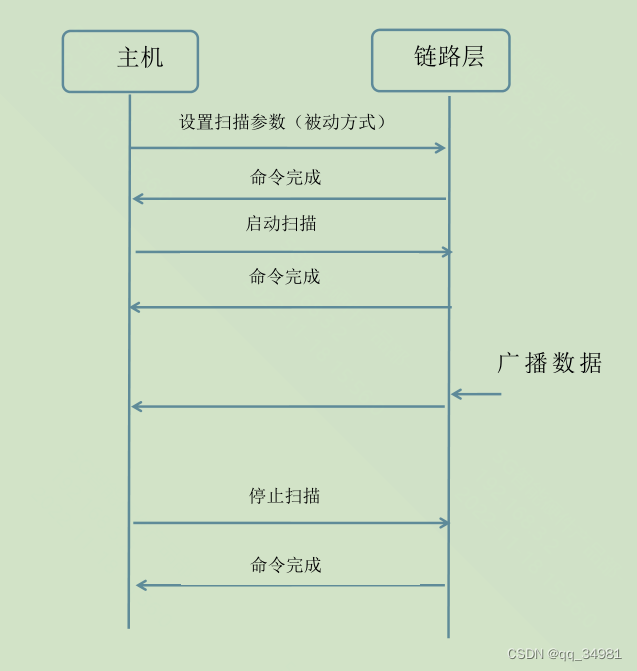 主机
链路层
设置扫描参数（被动方式）
命令完成
启动扫描
命令完成
广播数据
停止扫描
命令完成
CSDN @qq_34981